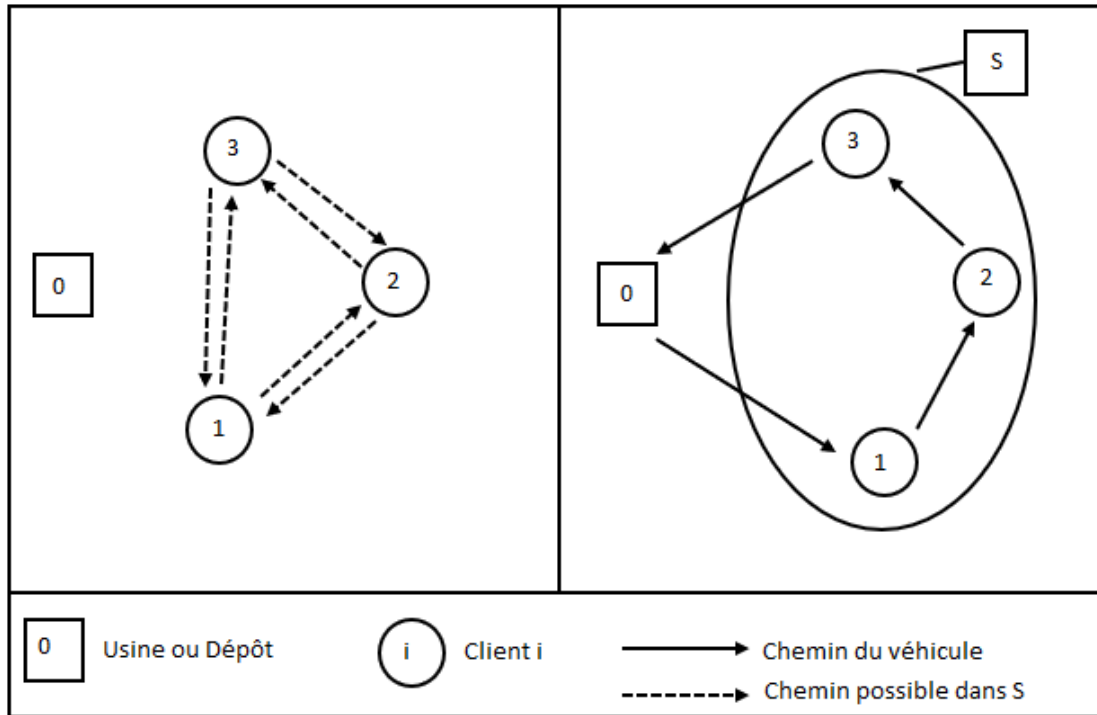 3
0
2
1
S
3
0
2
1
0 Usine ou Dépôt
i Client i
Chemin du véhicule
Chemin possible dans S